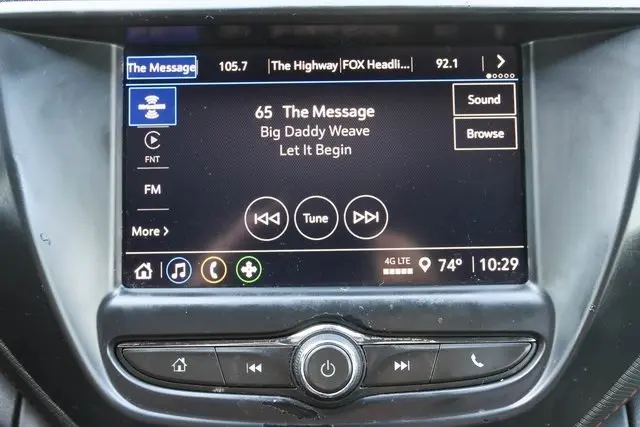 The Message 105.7 The Highway FOX Headli... 92.1
65 The Message
Big Daddy Weave
Let It Begin
Sound
Browse
FNT
FM
More
Tune
4G LTE 74° 10:29